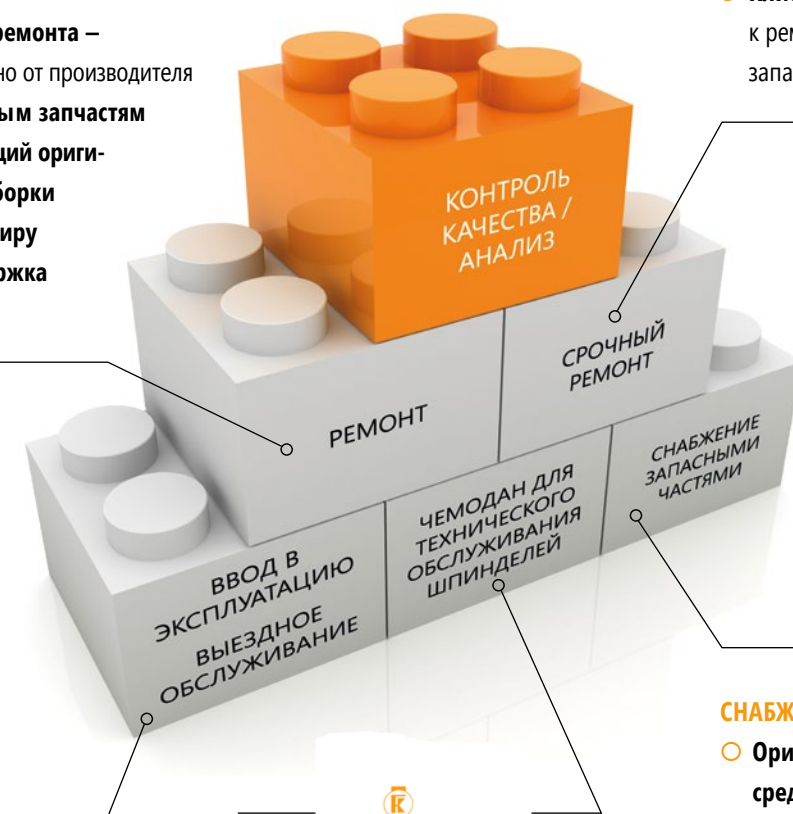 ремонта –
но от производителя
ым запчастям
ций ориги-
борки
иру
ржка
к рем
запа
КОНТРОЛЬ
КАЧЕСТВА /
АНАЛИЗ
РЕМОНТ
СРОЧНЫЙ
РЕМОНТ
ВВОД В
ЭКСПЛУАТАЦИЮ
ВЫЕЗДНОЕ
ОБСЛУЖИВАНИЕ
ЧЕМОДАН ДЛЯ
ТЕХНИЧЕСКОГО
ОБСЛУЖИВАНИЯ
ШПИНДЕЛЕЙ
СНАБЖЕНИЕ
ЗАПАСНЫМИ
ЧАСТЯМИ
СНАБЖ
Ори
сред